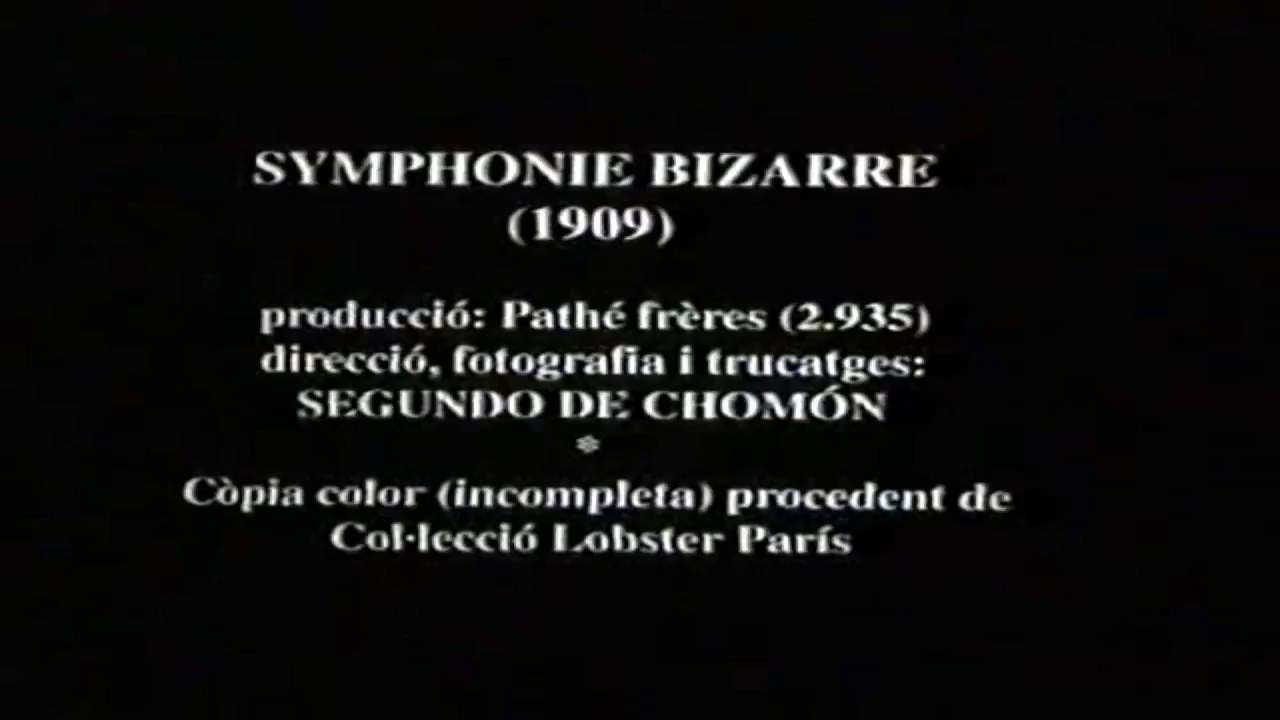 SYMPHONIE BIZARRE
(1909)
producció: Pathé frères (2.935)
direcció, fotografia i trucatges:
SEGUNDO DE CHOMÓN
*
Còpia color (incompleta) procedent de
Col·lecció Lobster París